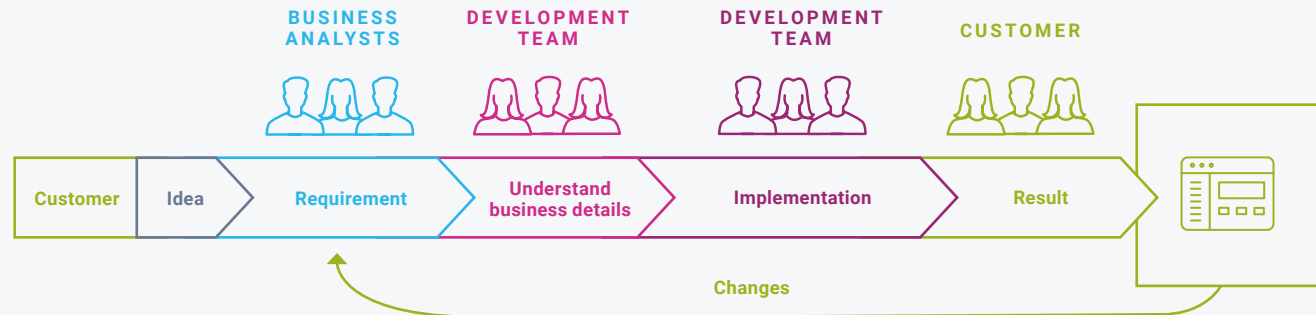 BUSINESS
ANALYSTS
DEVELOPMENT
TEAM
DEVELOPMENT
TEAM
CUSTOMER
Customer
Idea
Requirement
Understand
business details
Implementation
Result
Changes